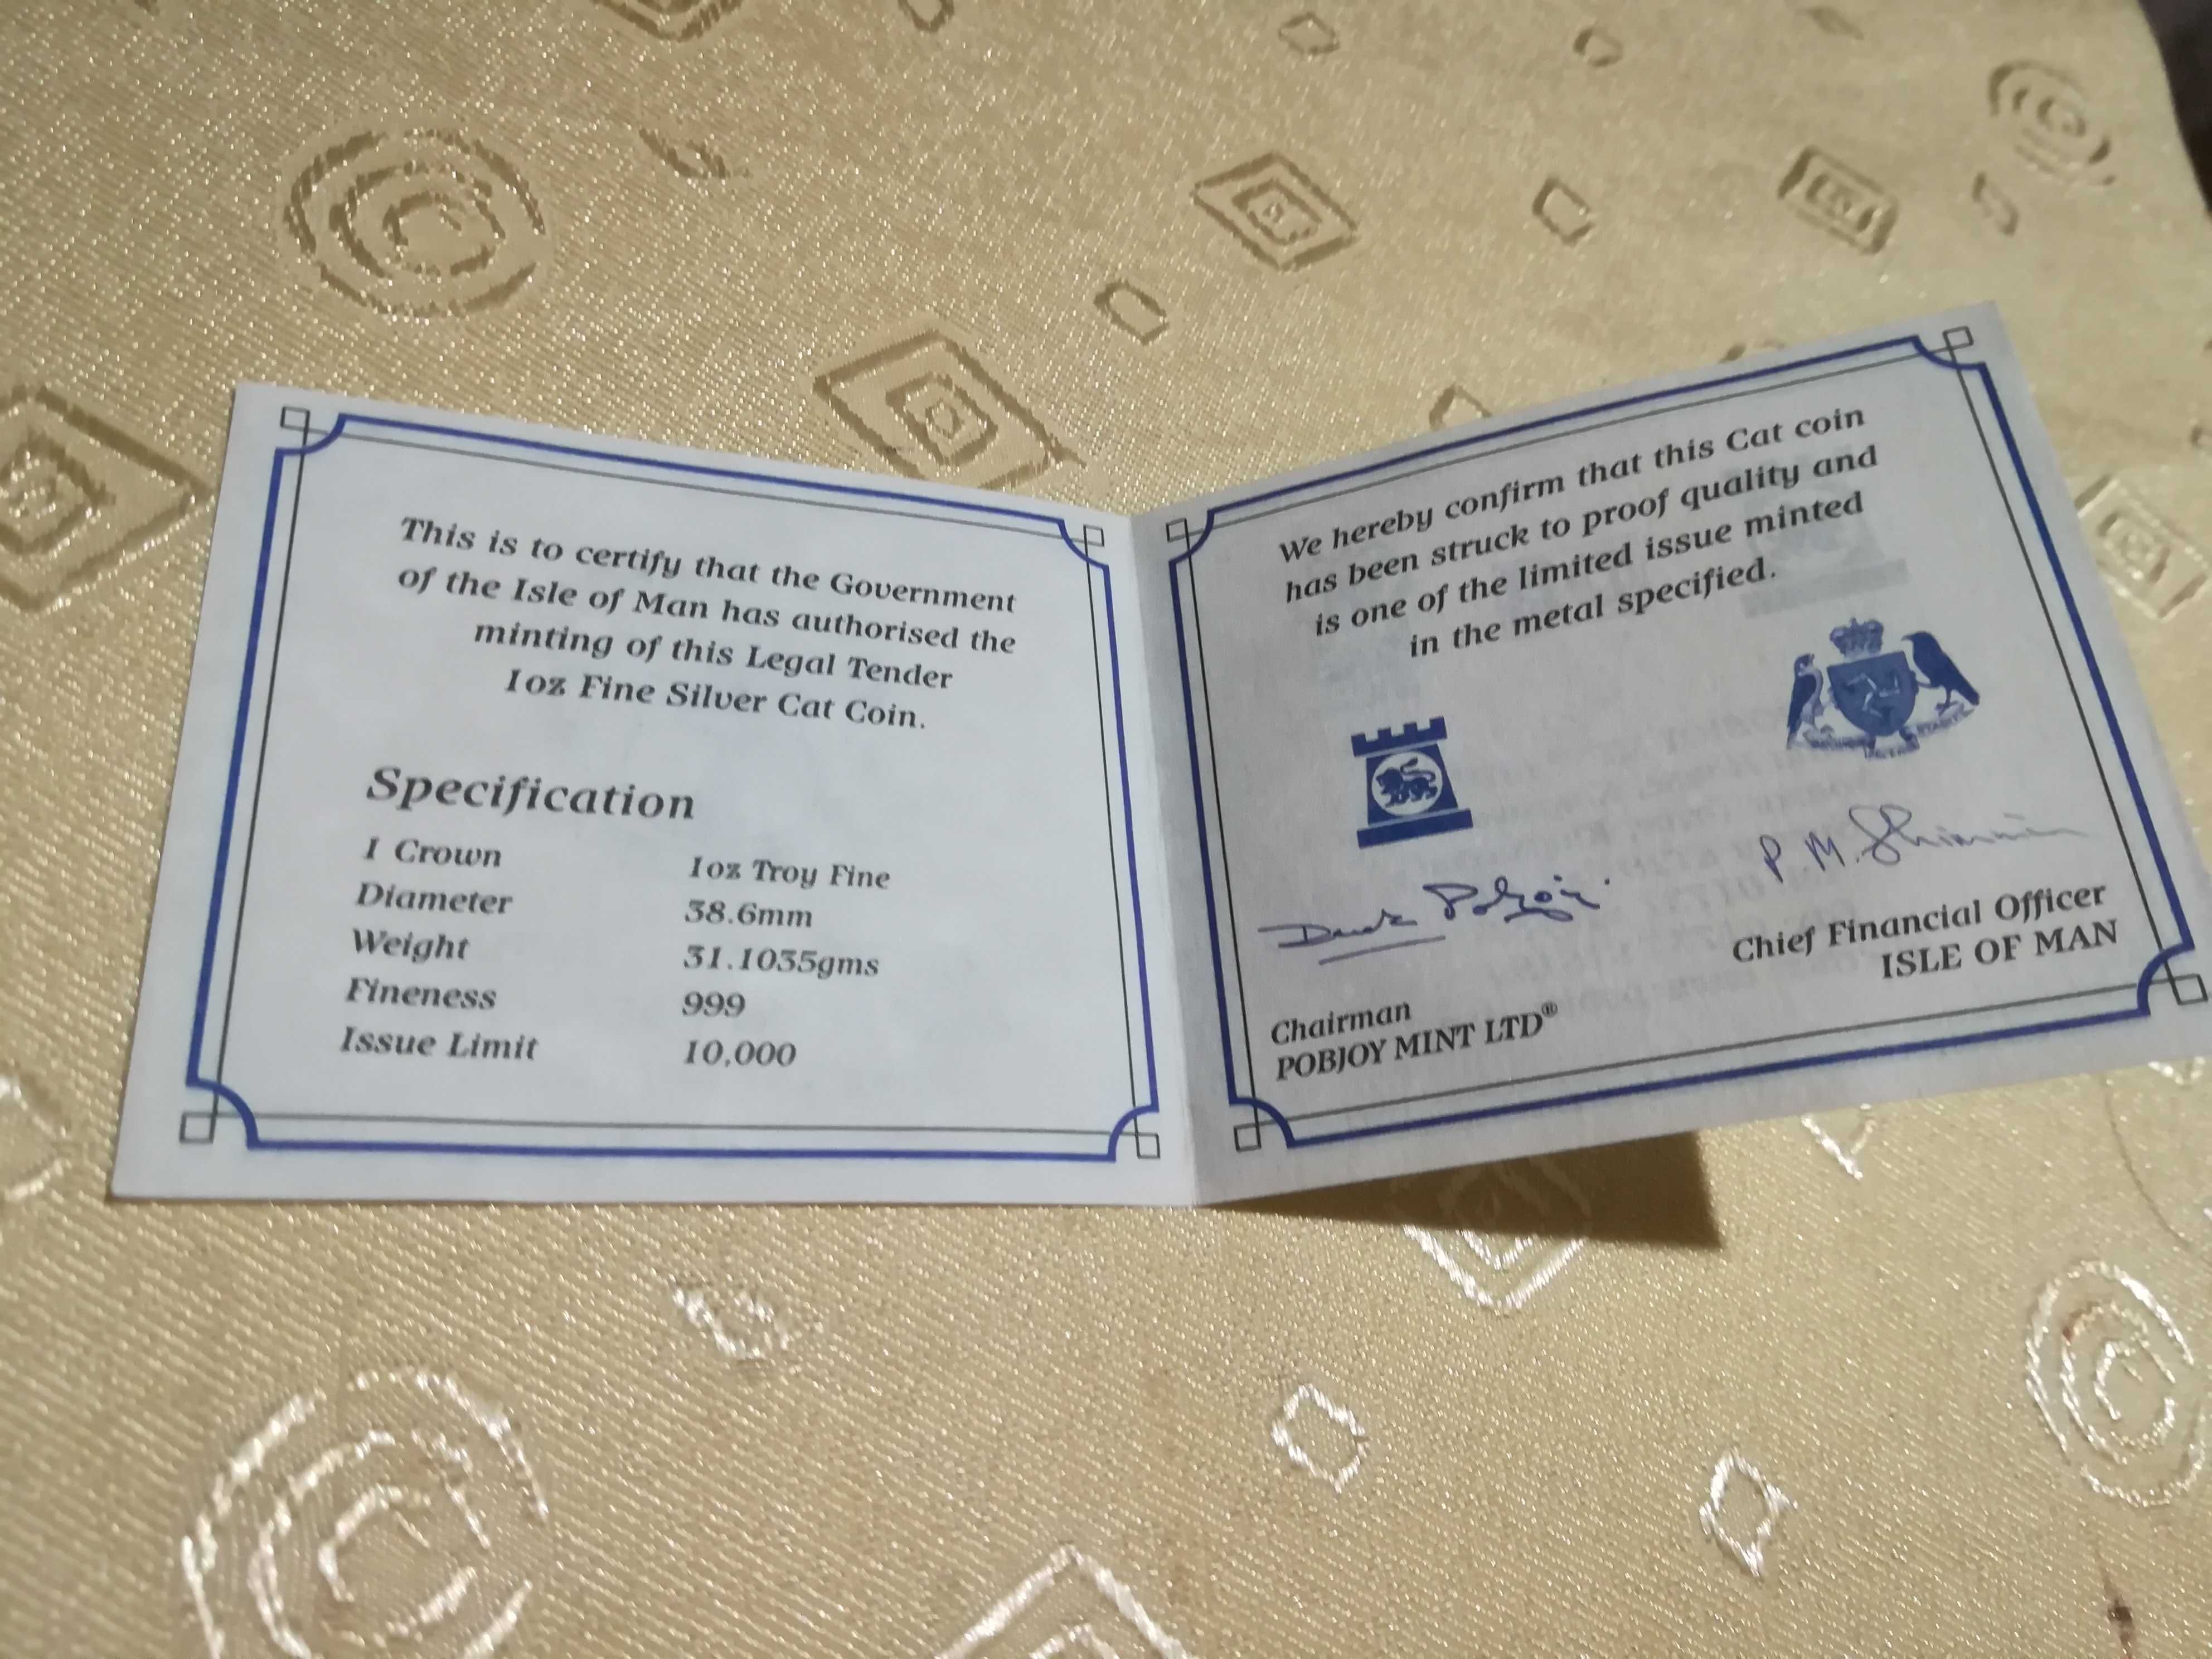 This is to certify that the Government
of the Isle of Man has authorised the
minting of this Legal Tender
1oz Fine Silver Cat Coin.
Specification
1 Crown 1oz Troy Fine
Diameter 38.6mm
Weight 31.1035gms
Fineness 999
Issue Limit 10,000
We hereby confirm that this Cat coin
has been struck to proof quality and
is one of the limited issue minted
in the metal specified.
Derek Pobjoy
P. M. Shimmin
Chairman
POBJOY MINT LTD®
Chief Financial Officer
ISLE OF MAN